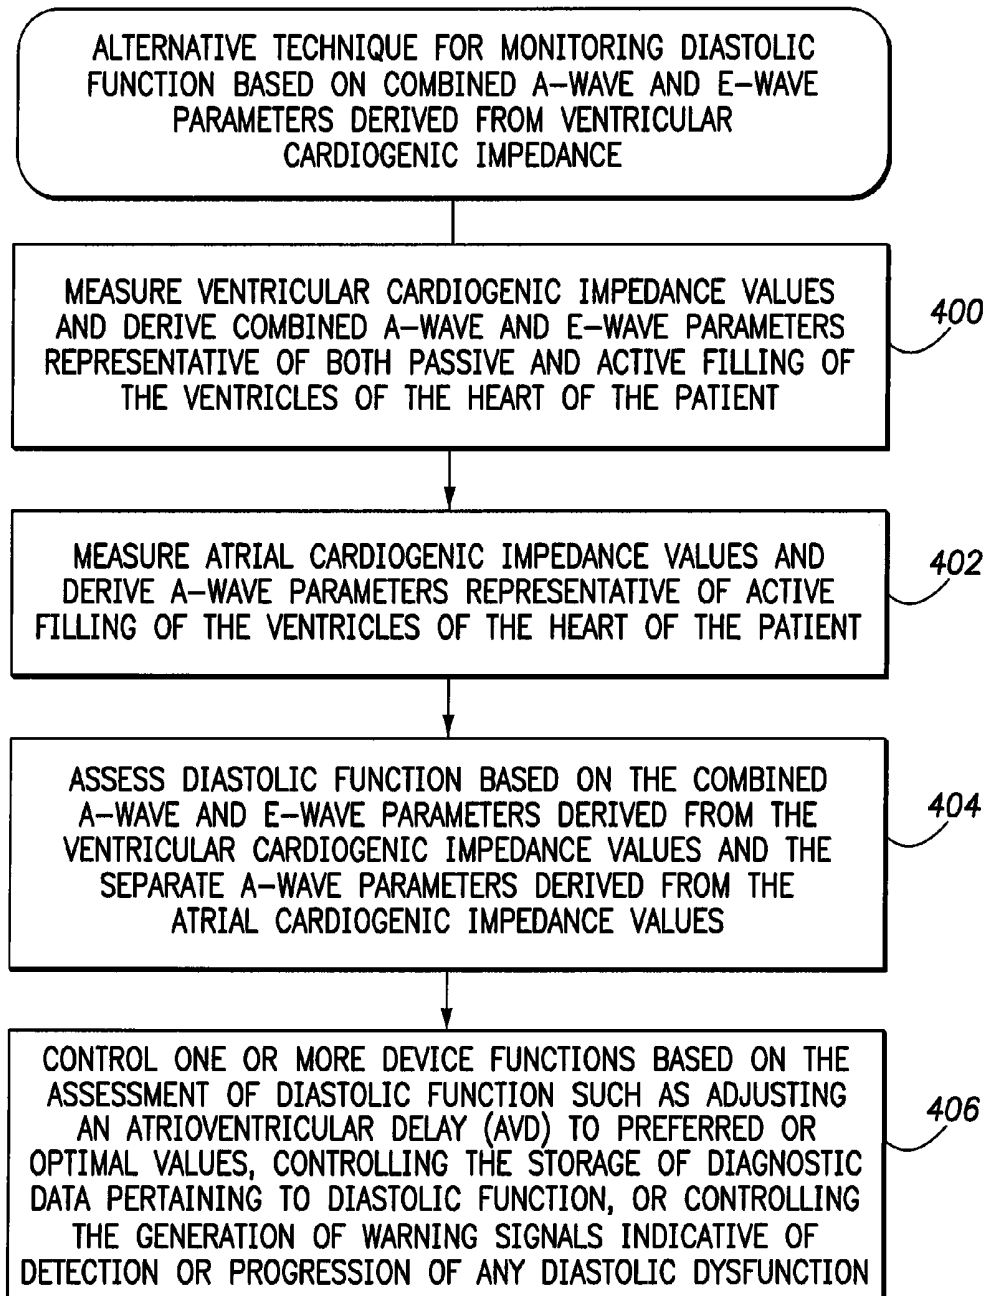 ALTERNATIVE TECHNIQUE FOR MONITORING DIASTOLIC
FUNCTION BASED ON COMBINED A-WAVE AND E-WAVE
PARAMETERS DERIVED FROM VENTRICULAR
CARDIOGENIC IMPEDANCE
MEASURE VENTRICULAR CARDIOGENIC IMPEDANCE VALUES
AND DERIVE COMBINED A-WAVE AND E-WAVE PARAMETERS
REPRESENTATIVE OF BOTH PASSIVE AND ACTIVE FILLING OF
THE VENTRICLES OF THE HEART OF THE PATIENT
400
MEASURE ATRIAL CARDIOGENIC IMPEDANCE VALUES AND
DERIVE A-WAVE PARAMETERS REPRESENTATIVE OF ACTIVE
FILLING OF THE VENTRICLES OF THE HEART OF THE PATIENT
402
ASSESS DIASTOLIC FUNCTION BASED ON THE COMBINED
A-WAVE AND E-WAVE PARAMETERS DERIVED FROM THE
VENTRICULAR CARDIOGENIC IMPEDANCE VALUES AND THE
SEPARATE A-WAVE PARAMETERS DERIVED FROM THE
ATRIAL CARDIOGENIC IMPEDANCE VALUES
404
CONTROL ONE OR MORE DEVICE FUNCTIONS BASED ON THE
ASSESSMENT OF DIASTOLIC FUNCTION SUCH AS ADJUSTING
AN ATRIOVENTRICULAR DELAY (AVD) TO PREFERRED OR
OPTIMAL VALUES, CONTROLLING THE STORAGE OF DIAGNOSTIC
DATA PERTAINING TO DIASTOLIC FUNCTION, OR CONTROLLING
THE GENERATION OF WARNING SIGNALS INDICATIVE OF
DETECTION OR PROGRESSION OF ANY DIASTOLIC DYSFUNCTION
406